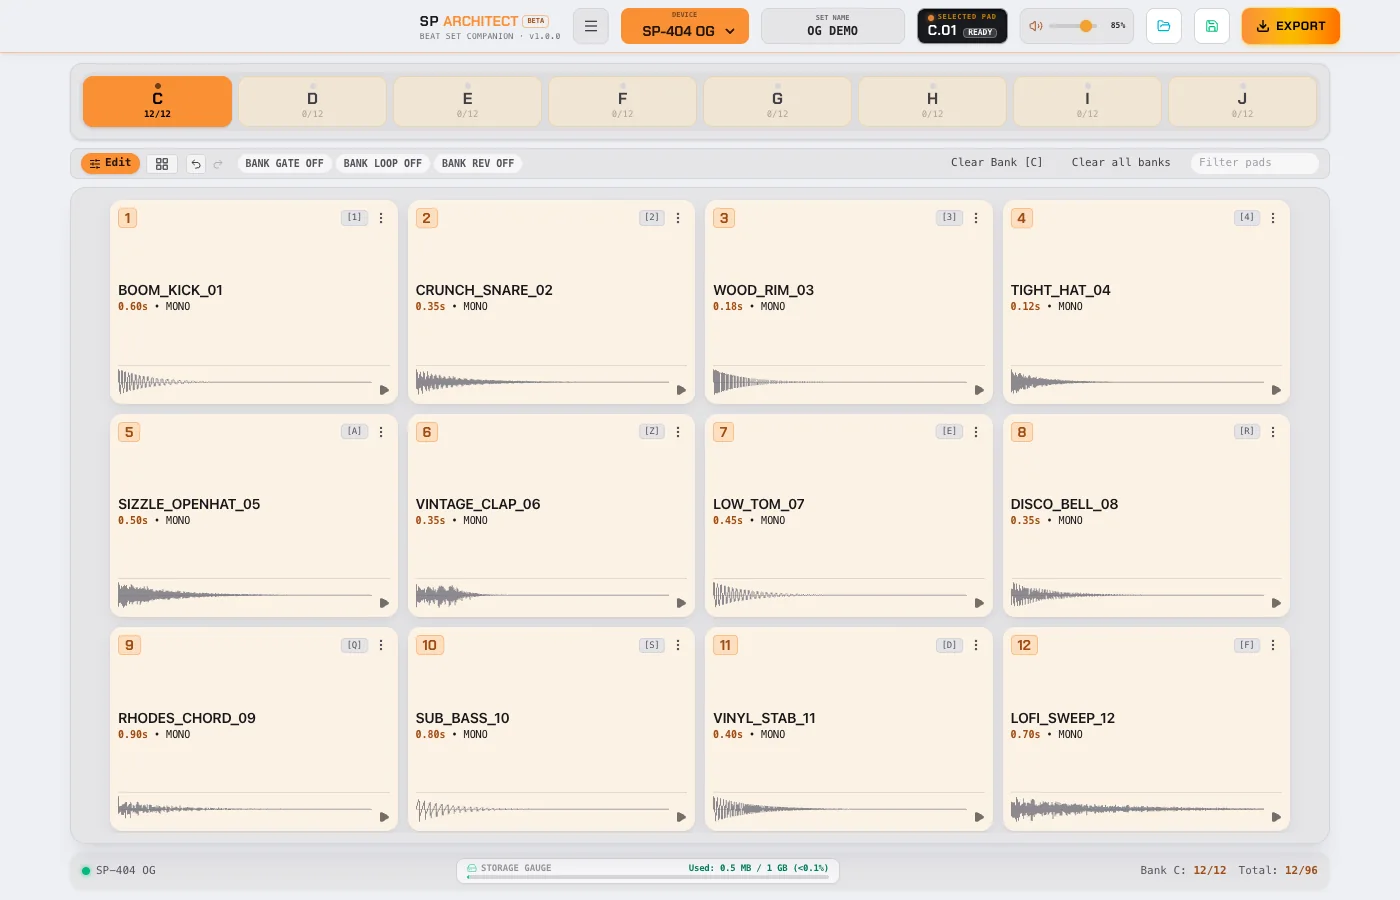 SP ARCHITECT BETA
BEAT SET COMPANION · v1.0.0
DEVICE
SP-404 OG
SET NAME
OG DEMO
SELECTED PAD
C.01 READY
85%
EXPORT
C
12/12
D
0/12
E
0/12
F
0/12
G
0/12
H
0/12
I
0/12
J
0/12
Edit
BANK GATE OFF
BANK LOOP OFF
BANK REV OFF
Clear Bank [C]
Clear all banks
Filter pads
1 [1]
BOOM_KICK_01
0.60s • MONO
2 [2]
CRUNCH_SNARE_02
0.35s • MONO
3 [3]
WOOD_RIM_03
0.18s • MONO
4 [4]
TIGHT_HAT_04
0.12s • MONO
5 [A]
SIZZLE_OPENHAT_05
0.50s • MONO
6 [Z]
VINTAGE_CLAP_06
0.35s • MONO
7 [E]
LOW_TOM_07
0.45s • MONO
8 [R]
DISCO_BELL_08
0.35s • MONO
9 [Q]
RHODES_CHORD_09
0.90s • MONO
10 [S]
SUB_BASS_10
0.80s • MONO
11 [D]
VINYL_STAB_11
0.40s • MONO
12 [F]
LOFI_SWEEP_12
0.70s • MONO
SP-404 OG
STORAGE GAUGE
Used: 0.5 MB / 1 GB (<0.1%)
Bank C: 12/12 Total: 12/96